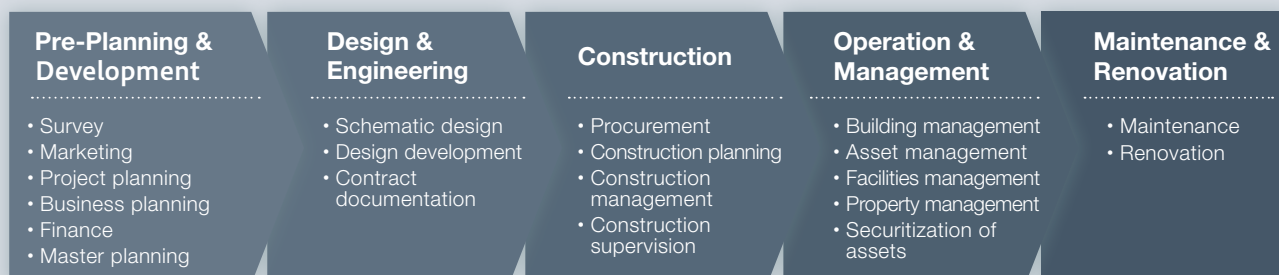 Pre-Planning &
Development
• Survey
• Marketing
• Project planning
• Business planning
• Finance
• Master planning
Design &
Engineering
• Schematic design
• Design development
• Contract
documentation
Construction
• Procurement
• Construction planning
• Construction
management
• Construction
supervision
Operation &
Management
• Building management
• Asset management
• Facilities management
• Property management
• Securitization of
assets
Maintenance &
Renovation
• Maintenance
• Renovation